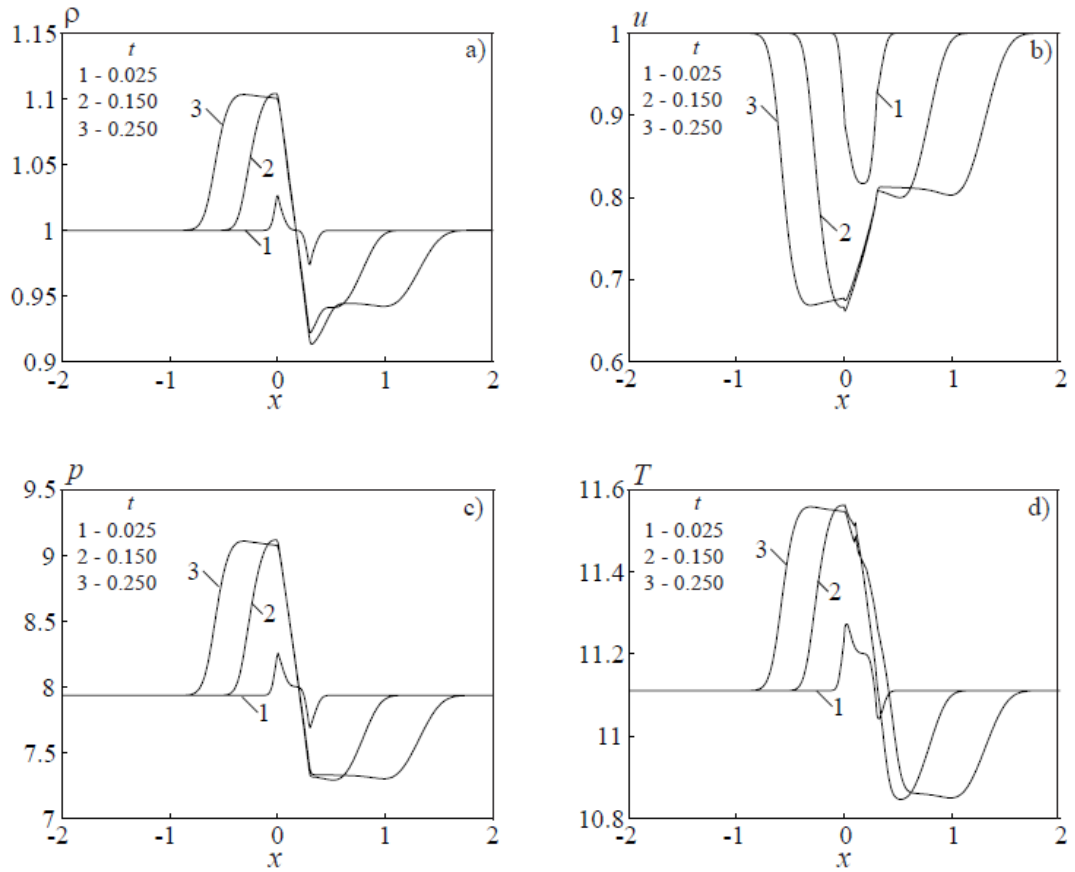 ρ
a)
t
1 - 0.025
2 - 0.150
3 - 0.250
1.15
1.1
1.05
1
0.95
0.9
3
2
1
-2
-1
0
1
2
x
u
b)
t
1 - 0.025
2 - 0.150
3 - 0.250
1
0.9
0.8
0.7
0.6
3
1
2
-2
-1
0
1
2
x
p
c)
t
1 - 0.025
2 - 0.150
3 - 0.250
9.5
9
8.5
8
7.5
7
3
2
1
-2
-1
0
1
2
x
T
d)
t
1 - 0.025
2 - 0.150
3 - 0.250
11.6
11.4
11.2
11
10.8
3
2
1
-2
-1
0
1
2
x